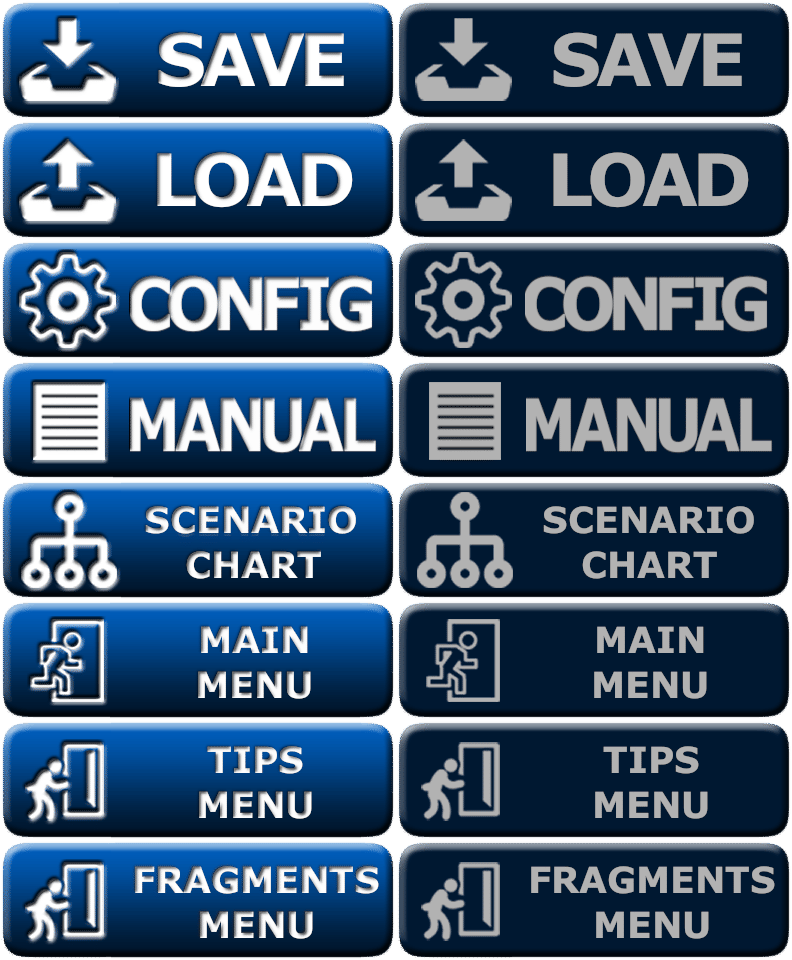 SAVE
SAVE
LOAD
LOAD
CONFIG
CONFIG
MANUAL
MANUAL
SCENARIO
CHART
SCENARIO
CHART
MAIN
MENU
MAIN
MENU
TIPS
MENU
TIPS
MENU
FRAGMENTS
MENU
FRAGMENTS
MENU